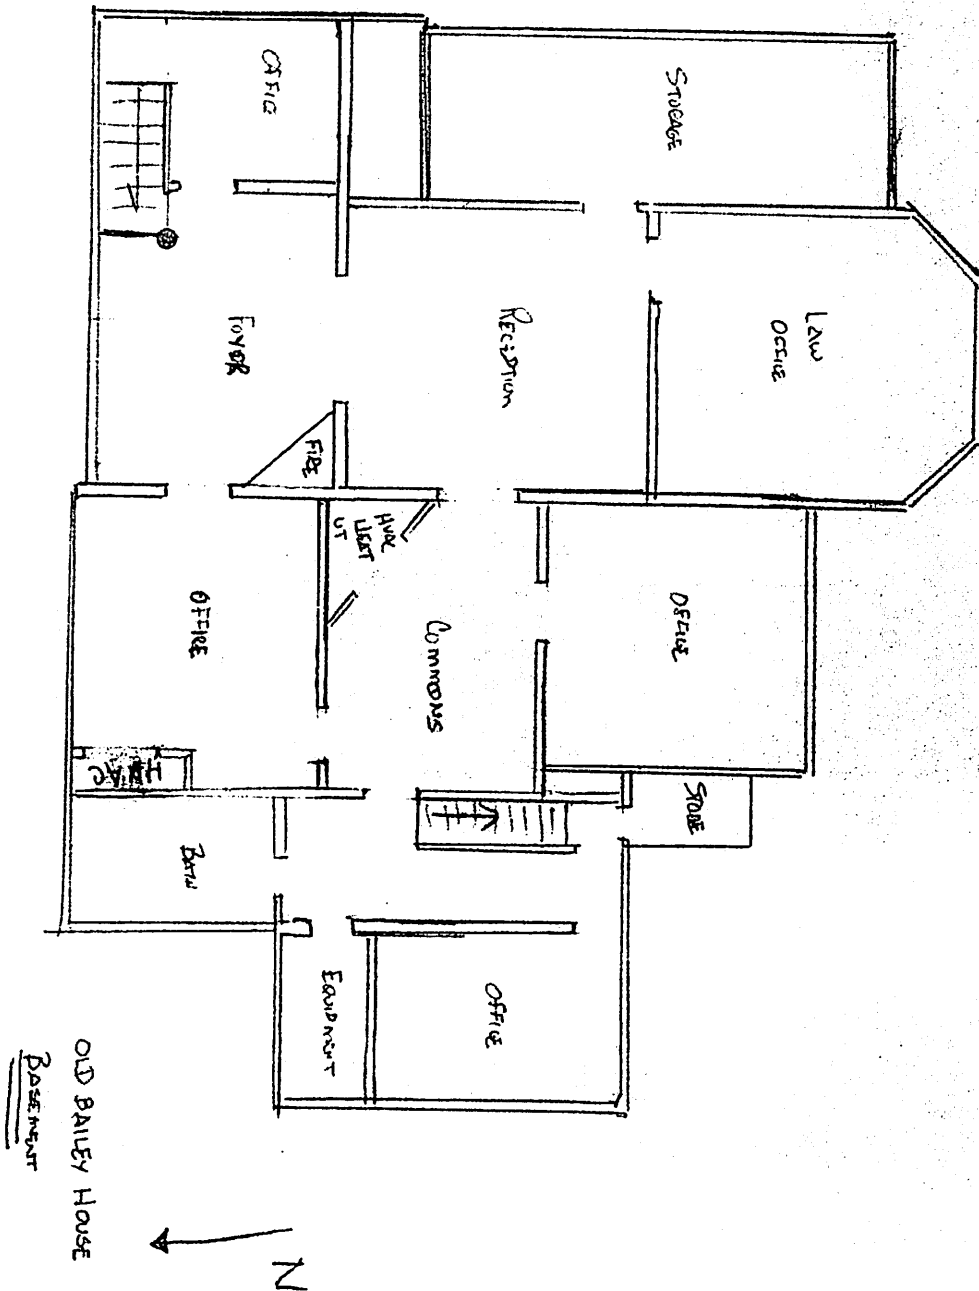 OFFICE
STORAGE
FOYER
RECEPTION
LAW
OFFICE
FIRE
HVAC
HEAT
UT
OFFICE
COMMONS
OFFICE
HVAC
STORE
BATH
EQUIPMENT
OFFICE
OLD BAILEY HOUSE
BASEMENT
N